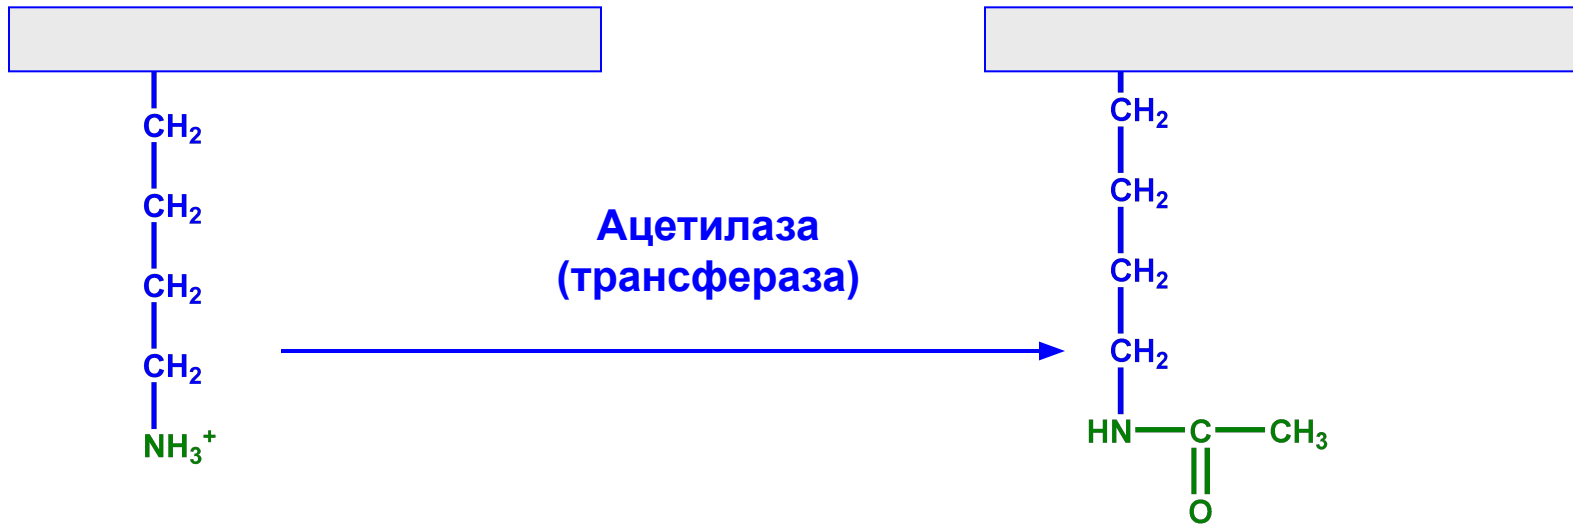 CH₂
CH₂
CH₂
CH₂
NH₃⁺
Ацетилаза
(трансфераза)
CH₂
CH₂
CH₂
CH₂
HN C CH₃
O